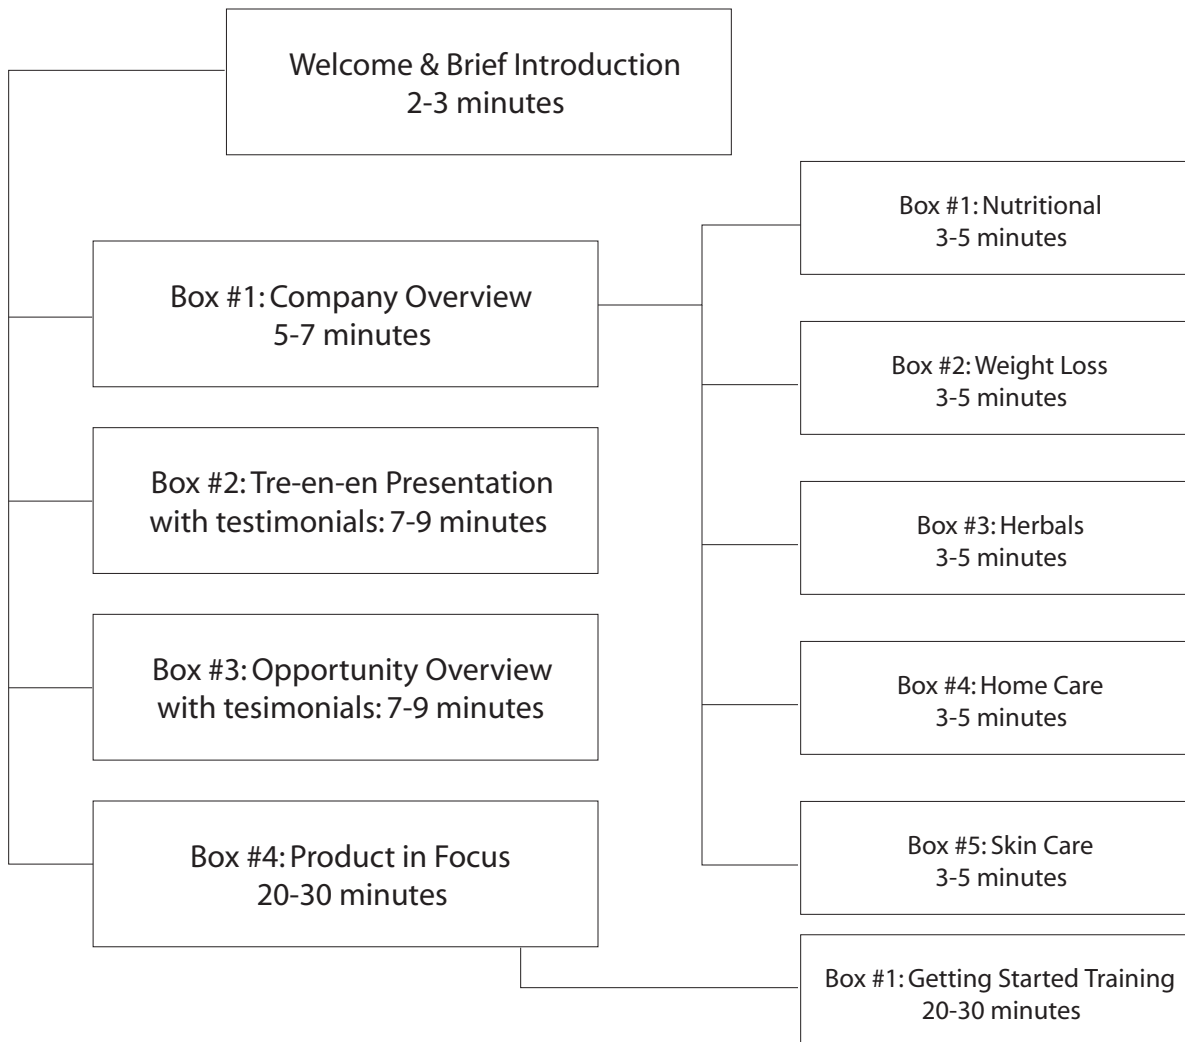 Welcome & Brief Introduction
2-3 minutes
Box #1: Company Overview
5-7 minutes
Box #2: Tre-en-en Presentation
with testimonials: 7-9 minutes
Box #3: Opportunity Overview
with tesimonials: 7-9 minutes
Box #4: Product in Focus
20-30 minutes
Box #1: Nutritional
3-5 minutes
Box #2: Weight Loss
3-5 minutes
Box #3: Herbals
3-5 minutes
Box #4: Home Care
3-5 minutes
Box #5: Skin Care
3-5 minutes
Box #1: Getting Started Training
20-30 minutes